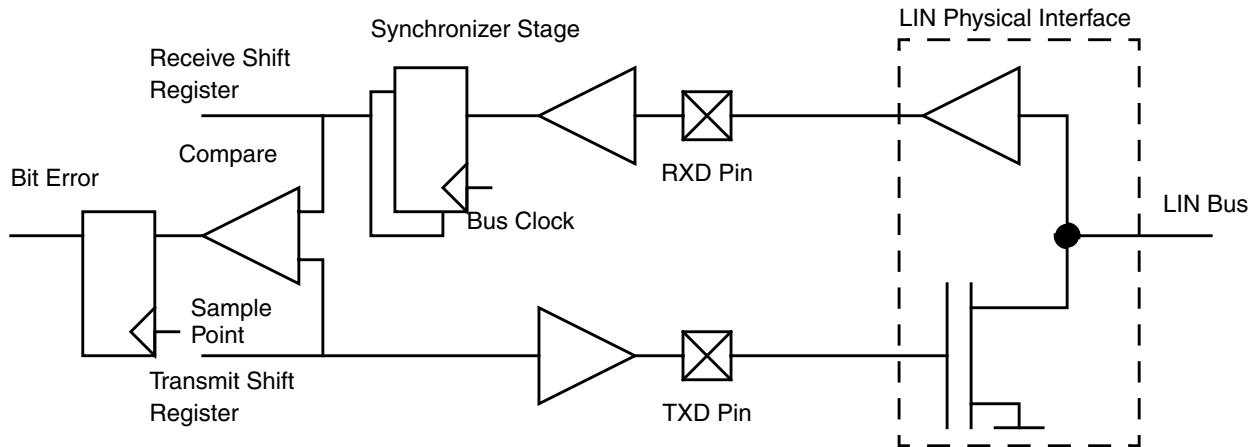 LIN Physical Interface
Synchronizer Stage
Receive Shift
Register
Compare
RXD Pin
Bit Error
LIN Bus
Bus Clock
Sample
Point
Transmit Shift
Register
TXD Pin